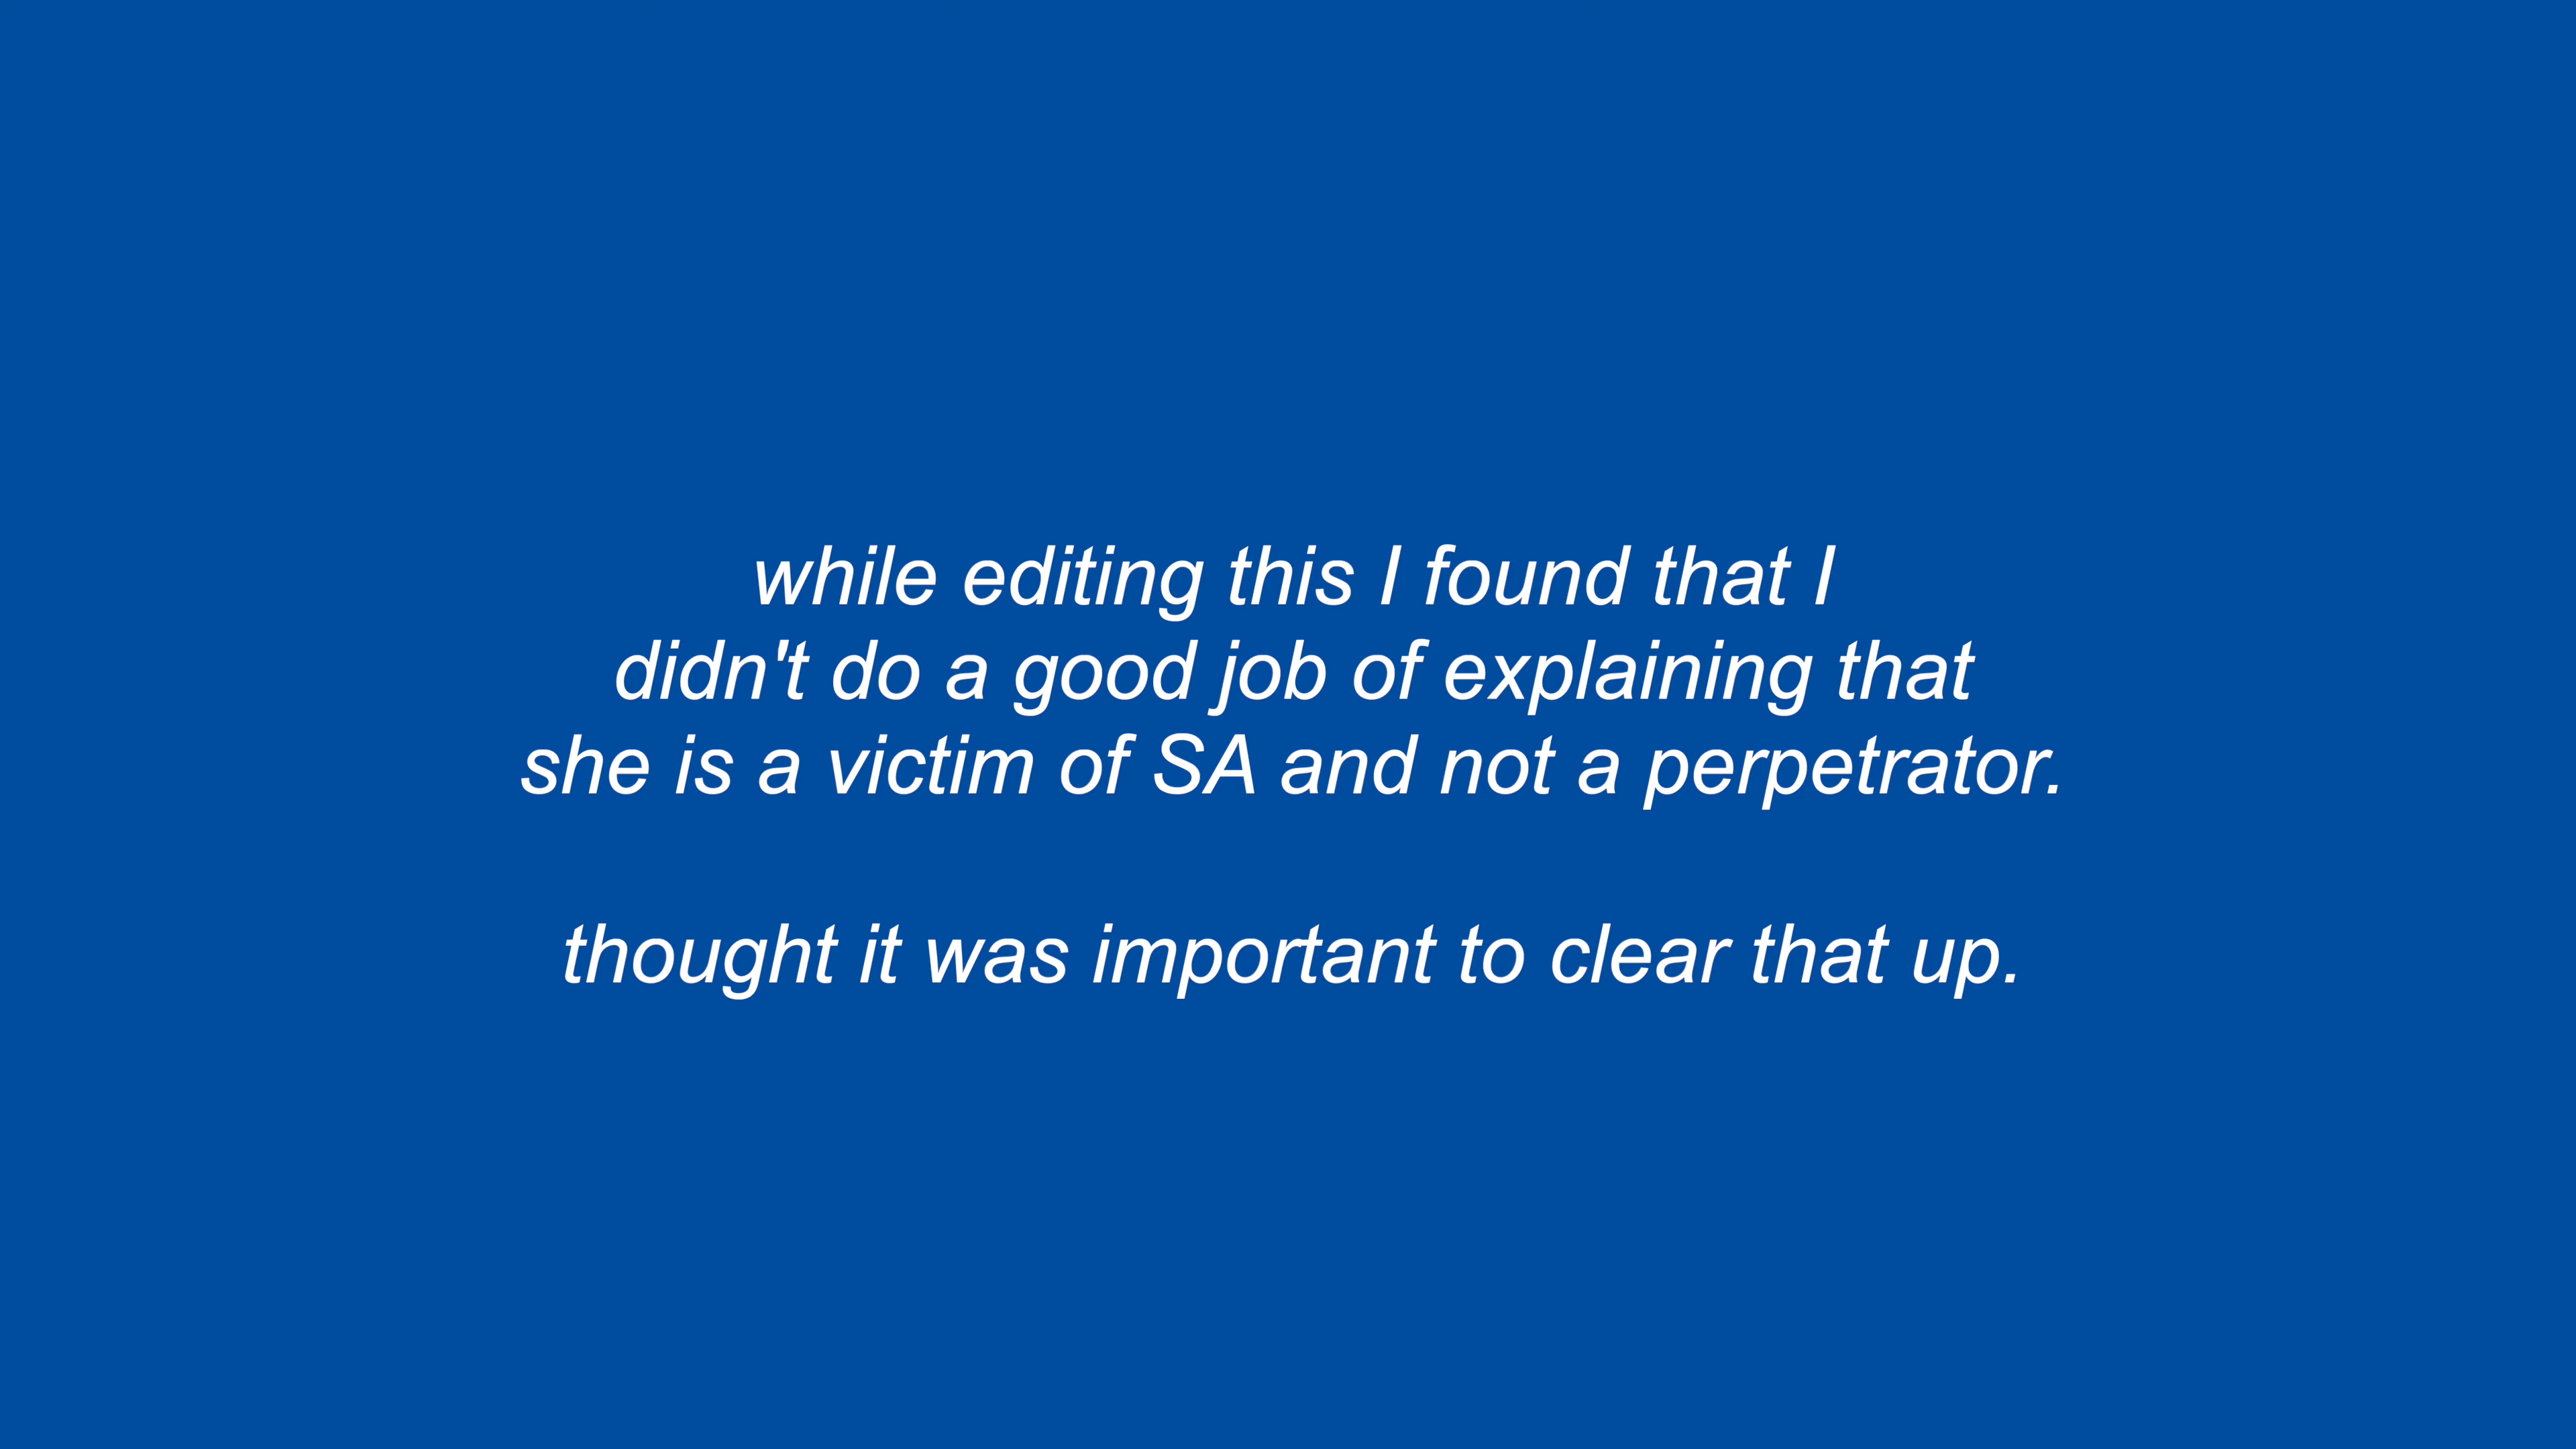 while editing this I found that I
didn't do a good job of explaining that
she is a victim of SA and not a perpetrator.
thought it was important to clear that up.